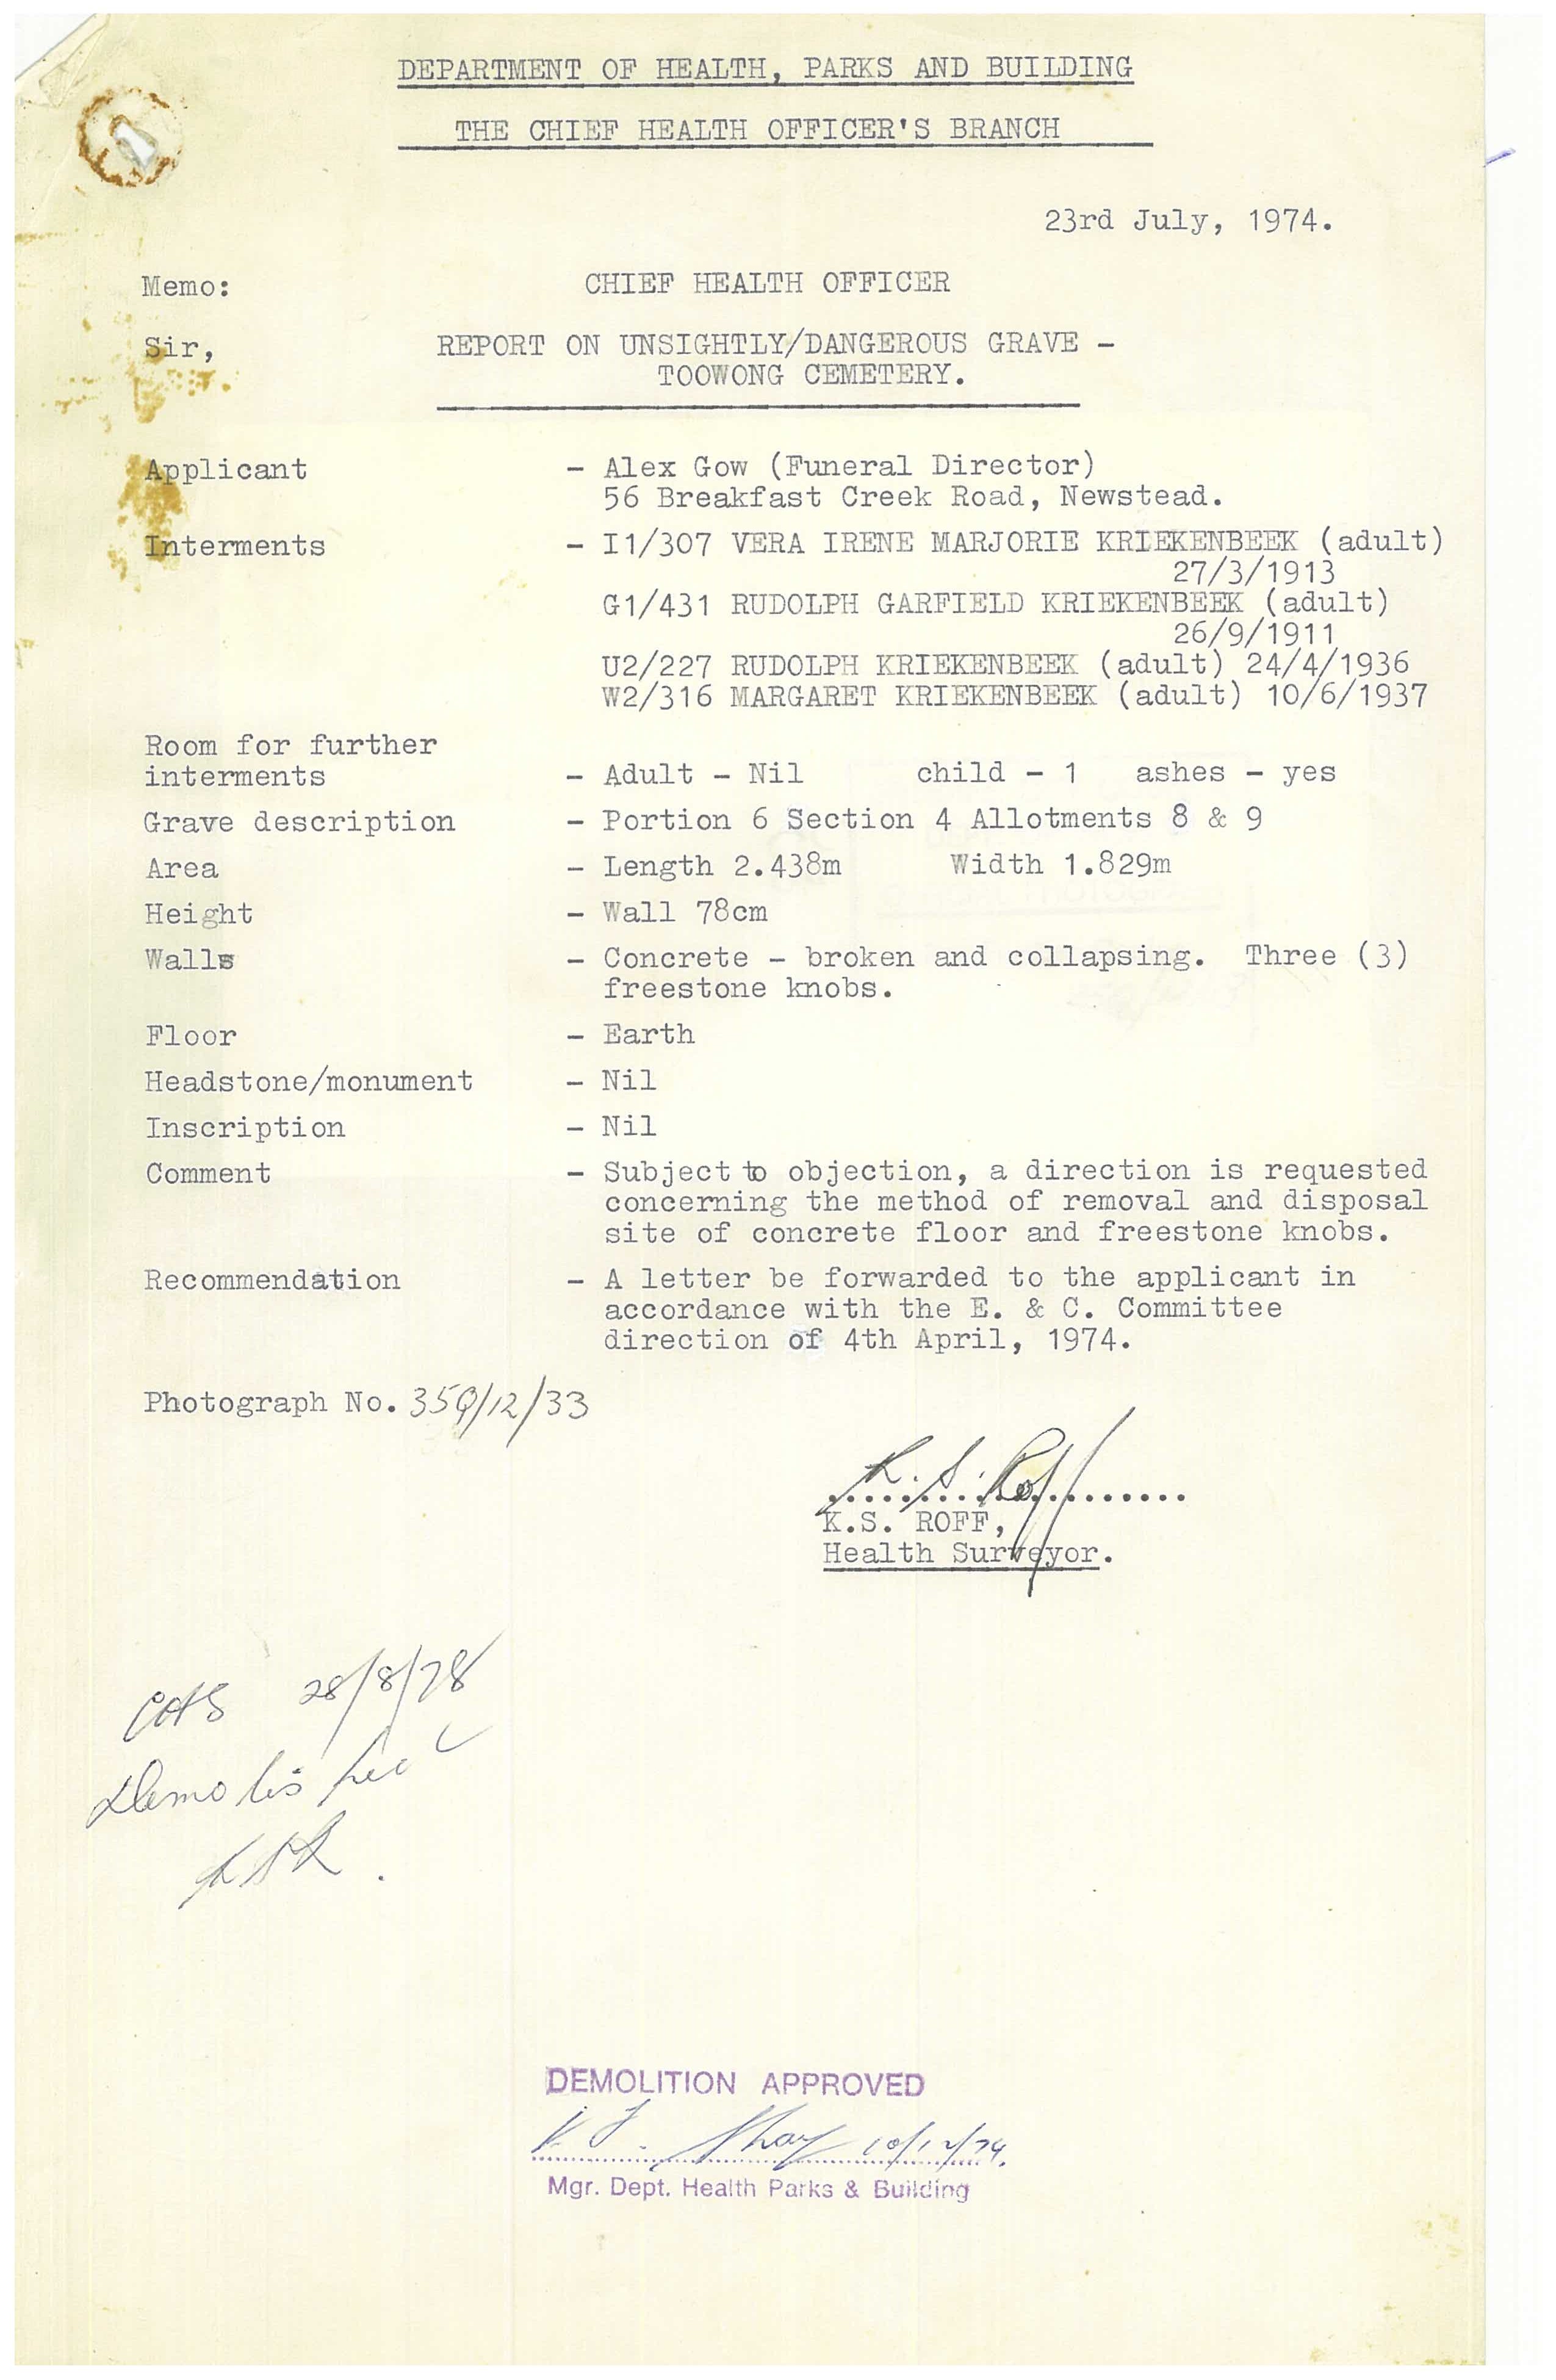 DEPARTMENT OF HEALTH, PARKS AND BUILDING
THE CHIEF HEALTH OFFICER'S BRANCH
23rd July, 1974.
Memo: CHIEF HEALTH OFFICER
Sir, REPORT ON UNSIGHTLY/DANGEROUS GRAVE –
TOOWONG CEMETERY.
Applicant – Alex Gow (Funeral Director)
56 Breakfast Creek Road, Newstead.
Interments – I1/307 VERA IRENE MARJORIE KRIEKENBEEK (adult)
27/3/1913
G1/431 RUDOLPH GARFIELD KRIEKENBEEK (adult)
26/9/1911
U2/227 RUDOLPH KRIEKENBEEK (adult) 24/4/1936
W2/316 MARGARET KRIEKENBEEK (adult) 10/6/1937
Room for further
interments – Adult – Nil child – 1 ashes – yes
Grave description – Portion 6 Section 4 Allotments 8 & 9
Area – Length 2.438m Width 1.829m
Height – Wall 78cm
Walls – Concrete – broken and collapsing. Three (3)
freestone knobs.
Floor – Earth
Headstone/monument – Nil
Inscription – Nil
Comment – Subject to objection, a direction is requested
concerning the method of removal and disposal
site of concrete floor and freestone knobs.
Recommendation – A letter be forwarded to the applicant in
accordance with the E. & C. Committee
direction of 4th April, 1974.
Photograph No. 359/12/33
K.S. Roff
K.S. ROFF,
Health Surveyor.
28/8/78
Demolished
KSR.
DEMOLITION APPROVED
10/12/74.
Mgr. Dept. Health Parks & Building